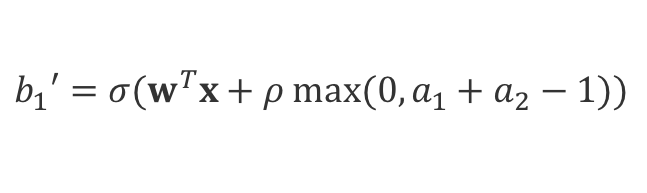 b₁′ = σ(𝐰ᵀ𝐱 + ρ max(0, a₁ + a₂ − 1))